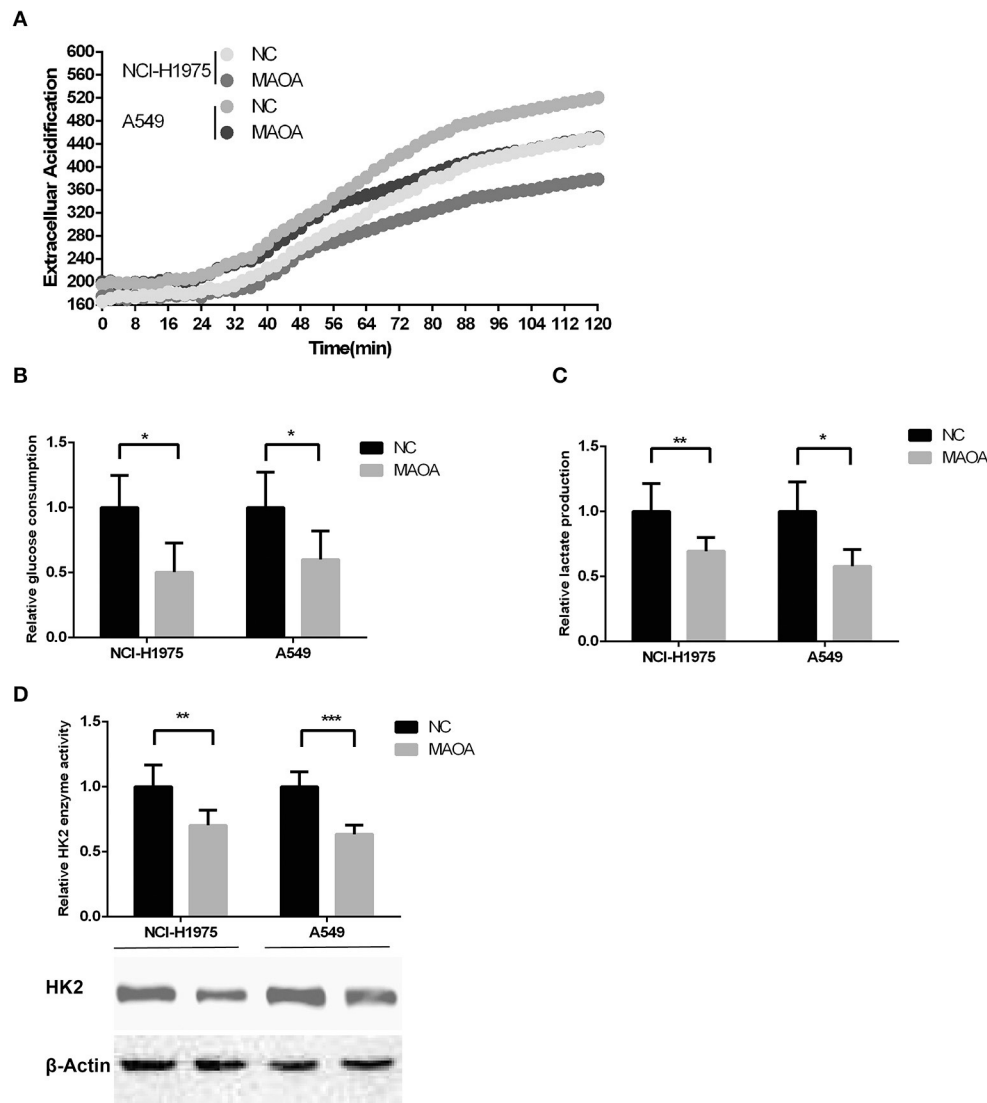 A
Extracelluar Acidification
600
560
520
480
440
400
360
320
280
240
200
160
NCI-H1975
NC
MAOA
A549
NC
MAOA
0 8 16 24 32 40 48 56 64 72 80 88 96 104 112 120
Time(min)
B
Relative glucose consumption
1.5
1.0
0.5
0.0
* *
NC
MAOA
NCI-H1975 A549
C
Relative lactate production
1.5
1.0
0.5
0.0
** *
NC
MAOA
NCI-H1975 A549
D
Relative HK2 enzyme activity
1.5
1.0
0.5
0.0
** ***
NC
MAOA
NCI-H1975 A549
HK2
β-Actin